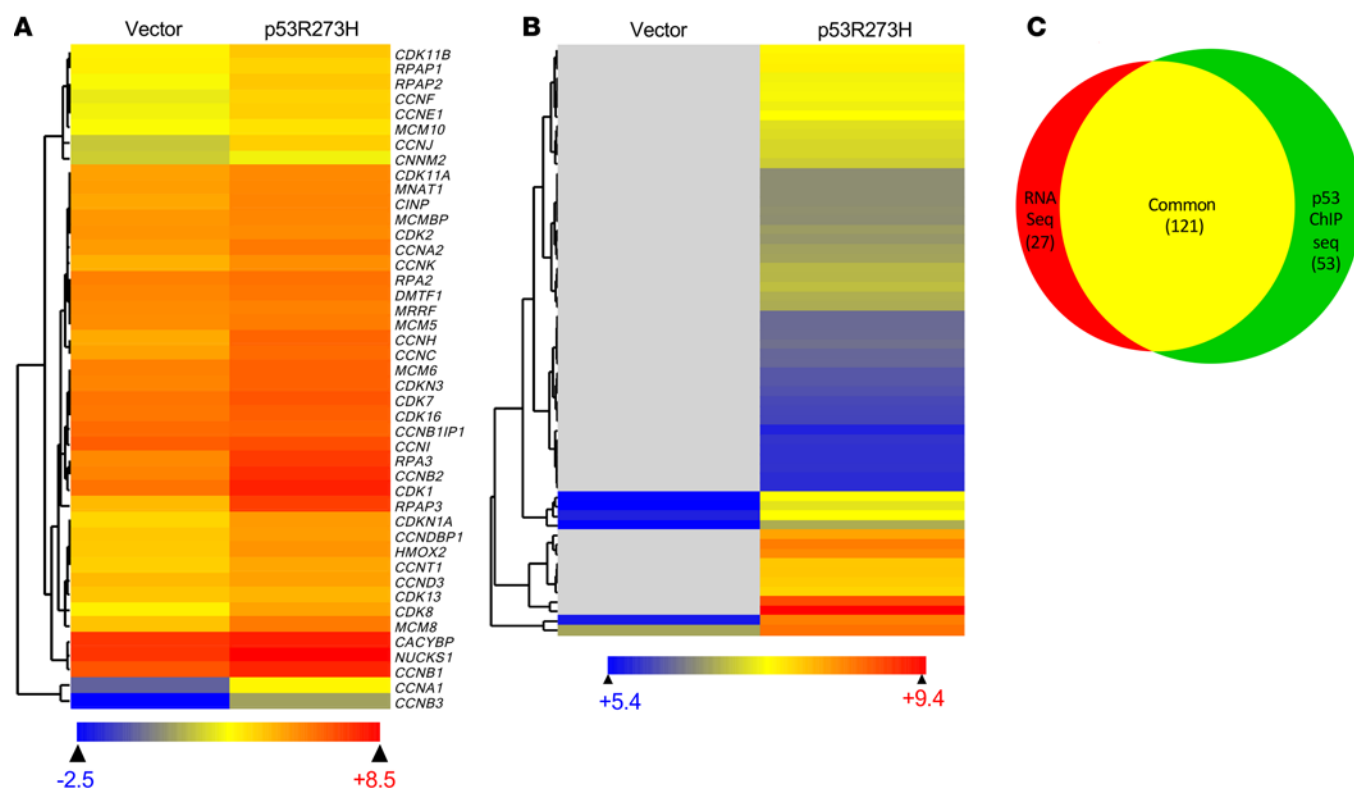 A
Vector
p53R273H
CDK11B
RPAP1
RPAP2
CCNF
CCNE1
MCM10
CCNJ
CNNM2
CDK11A
MNAT1
CINP
MCMBP
CDK2
CCNA2
CCNK
RPA2
DMTF1
MRRF
MCM5
CCNH
CCNC
MCM6
CDKN3
CDK7
CDK16
CCNB1IP1
CCNI
RPA3
CCNB2
CDK1
RPAP3
CDKN1A
CCNDBP1
HMOX2
CCNT1
CCND3
CDK13
CDK8
MCM8
CACYBP
NUCKS1
CCNB1
CCNA1
CCNB3
-2.5
+8.5
B
Vector
p53R273H
+5.4
+9.4
C
RNA
Seq
(27)
Common
(121)
p53
ChIP
seq
(53)